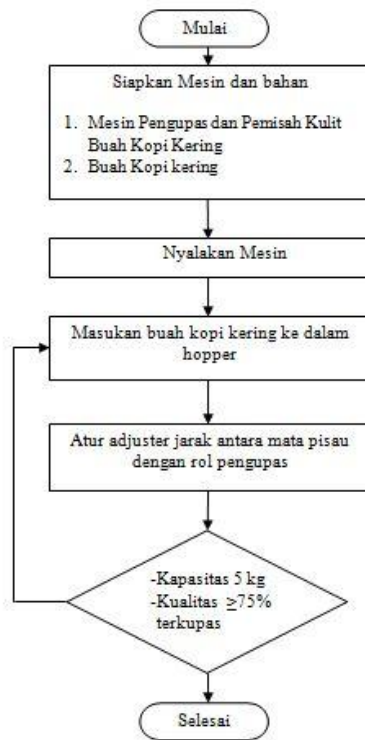 Mulai
Siapkan Mesin dan bahan
1. Mesin Pengupas dan Pemisah Kulit
Buah Kopi Kering
2. Buah Kopi kering
Nyalakan Mesin
Masukan buah kopi kering ke dalam
hopper
Atur adjuster jarak antara mata pisau
dengan rol pengupas
-Kapasitas 5 kg
-Kualitas ≥75%
terkupas
Selesai